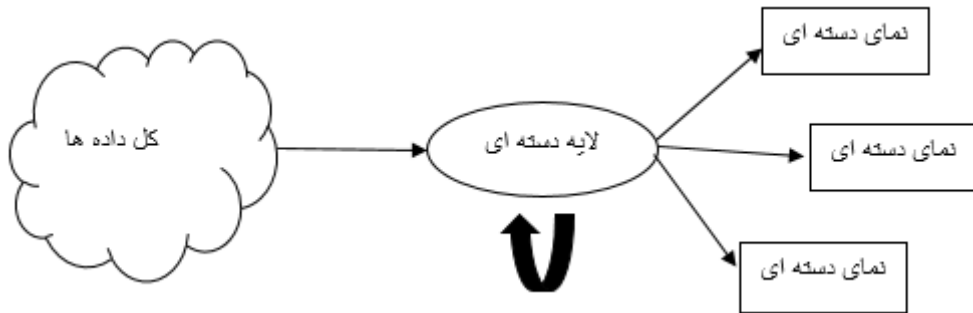 کل داده ها
لایه دسته ای
نمای دسته ای
نمای دسته ای
نمای دسته ای